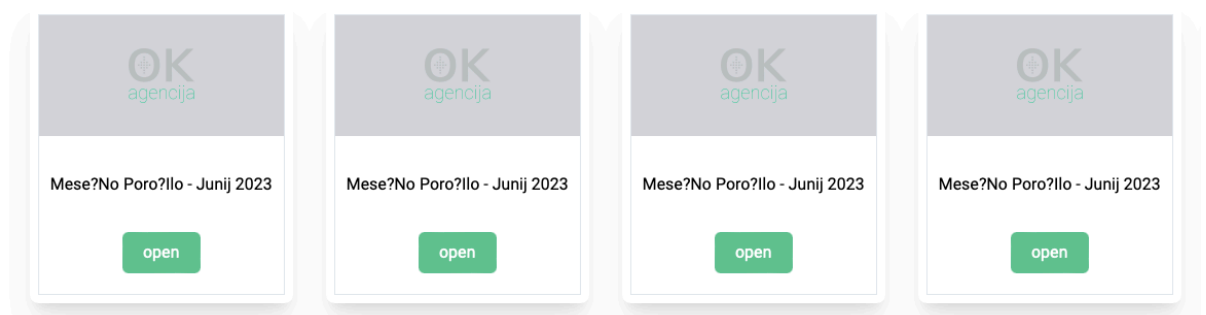 OK OK OK OK
agencija agencija agencija agencija
Mese?No Poro?Ilo - Junij 2023 Mese?No Poro?Ilo - Junij 2023 Mese?No Poro?Ilo - Junij 2023 Mese?No Poro?Ilo - Junij 2023
open open open open